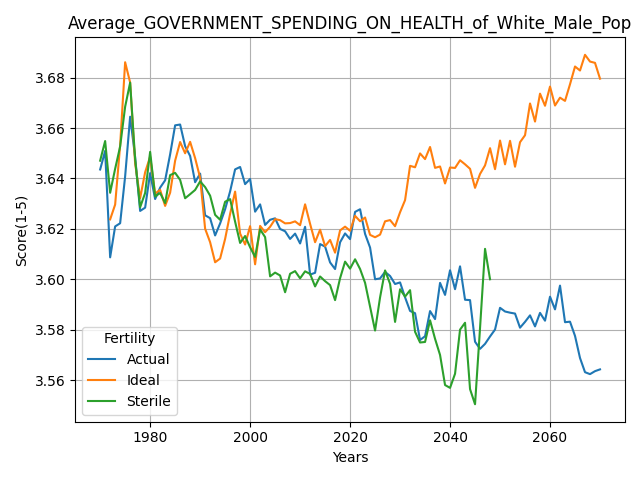 Average_GOVERNMENT_SPENDING_ON_HEALTH_of_White_Male_Pop
3.68
3.66
3.64
3.62
3.60
3.58
3.56
Score(1-5)
Fertility
Actual
Ideal
Sterile
1980
2000
2020
2040
2060
Years